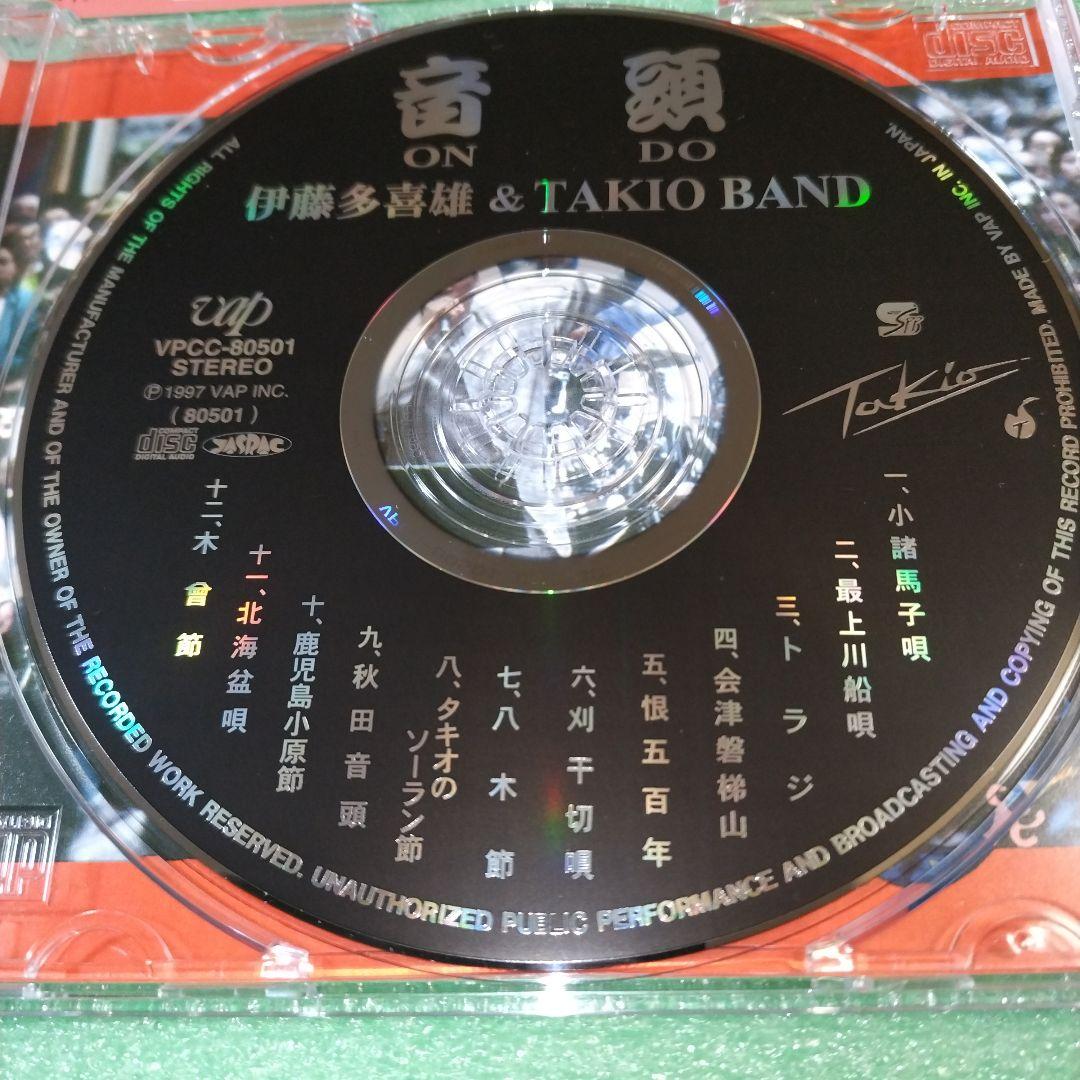 音 頭
ON DO
伊藤多喜雄 & TAKIO BAND
vap
VPCC-80501
STEREO
Ⓟ1997 VAP INC.
(80501)
COMPACT
disc
DIGITAL AUDIO
JASRAC
Takio
一、小諸馬子唄
二、最上川船唄
三、トラジ
四、会津磐梯山
五、恨五百年
六、刈干切唄
七、八木節
八、タキオの
ソーラン節
九、秋田音頭
十、鹿児島小原節
十一、北海盆唄
十二、木曾節
ALL RIGHTS OF THE MANUFACTURER AND OF THE OWNER OF THE RECORDED WORK RESERVED. UNAUTHORIZED PUBLIC PERFORMANCE AND BROADCASTING AND COPYING OF THIS RECORD PROHIBITED. MADE BY VAP INC. IN JAPAN.
COMPACT
disc
DIGITAL AUDIO